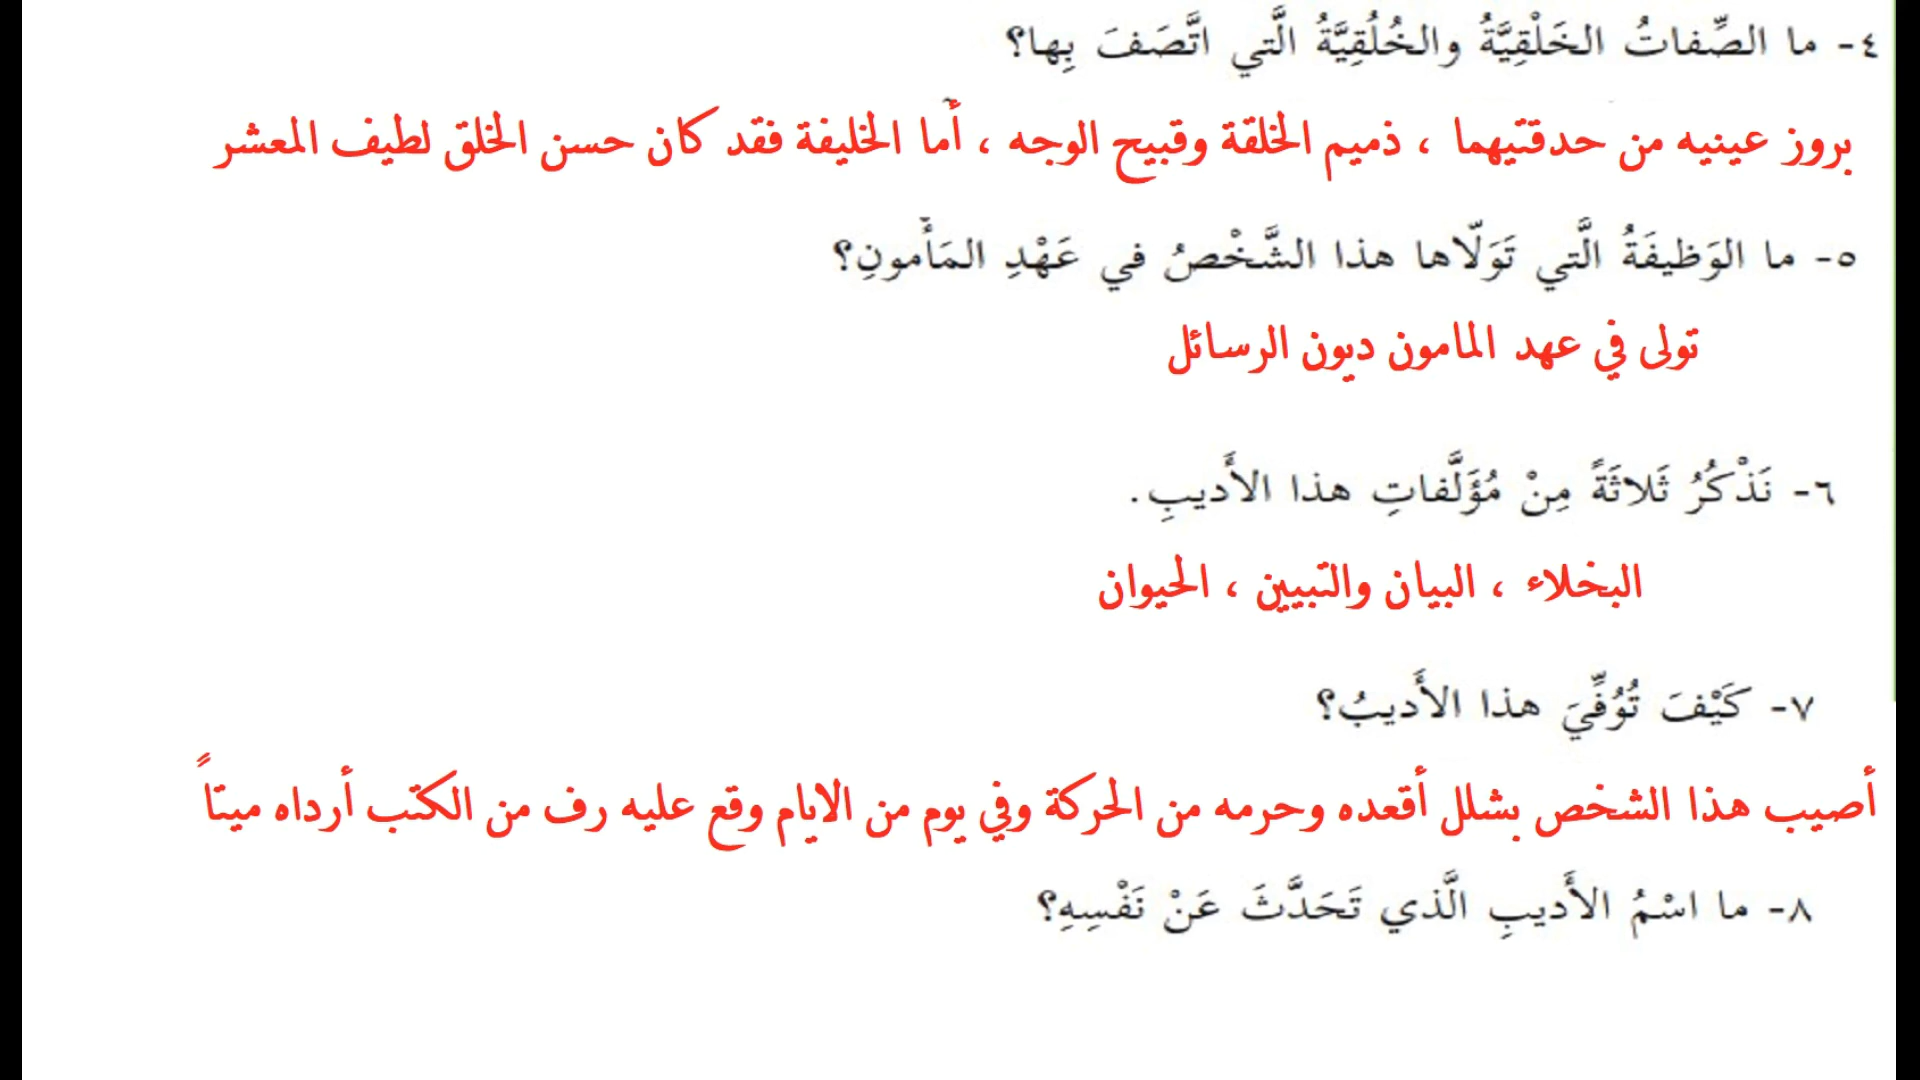 ٤- ما الصِّفاتُ الخَلْقِيَّةُ والخُلُقِيَّةُ الَّتي اتَّصَفَ بِها؟
بروز عينيه من حدقتيهما ، ذميم الخلقة وقبيح الوجه ، أما الخليفة فقد كان حسن الخلق لطيف المعشر
٥- ما الوَظيفَةُ الَّتي تَوَلّاها هذا الشَّخْصُ في عَهْدِ المَأْمونِ؟
تولى في عهد المامون ديون الرسائل
٦- نَذْكُرُ ثَلاثَةً مِنْ مُؤَلَّفاتِ هذا الأَديبِ.
البخلاء ، البيان والتبيين ، الحيوان
٧- كَيْفَ تُوُفِّيَ هذا الأَديبُ؟
أصيب هذا الشخص بشلل أقعده وحرمه من الحركة وفي يوم من الايام وقع عليه رف من الكتب أرداه ميتاً
٨- ما اسْمُ الأَديبِ الَّذي تَحَدَّثَ عَنْ نَفْسِهِ؟